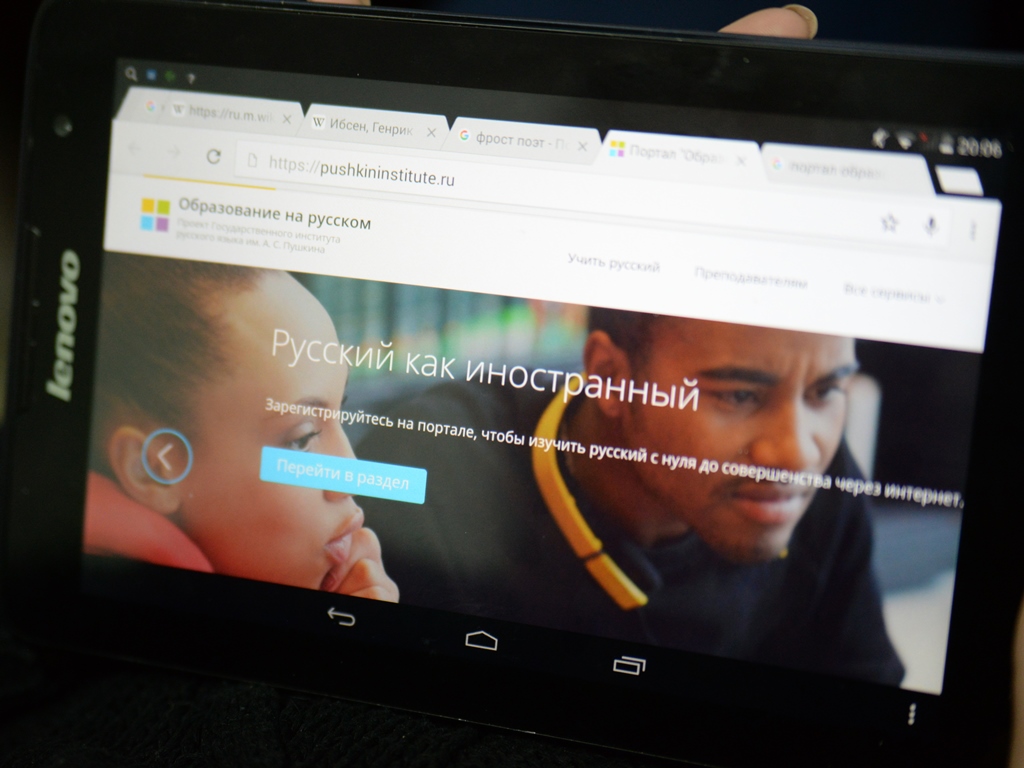 lenovo
20:06
https://ru.m.wi
Ибсен, Генрик
фрост поэт - П
Портал "Образ
портал образ
https://pushkininstitute.ru
Образование на русском
Проект Государственного института
русского языка им. А. С. Пушкина
Учить русский
Преподавателям
Все сервисы
Русский как иностранный
Зарегистрируйтесь на портале, чтобы изучить русский с нуля до совершенства через интернет.
Перейти в раздел